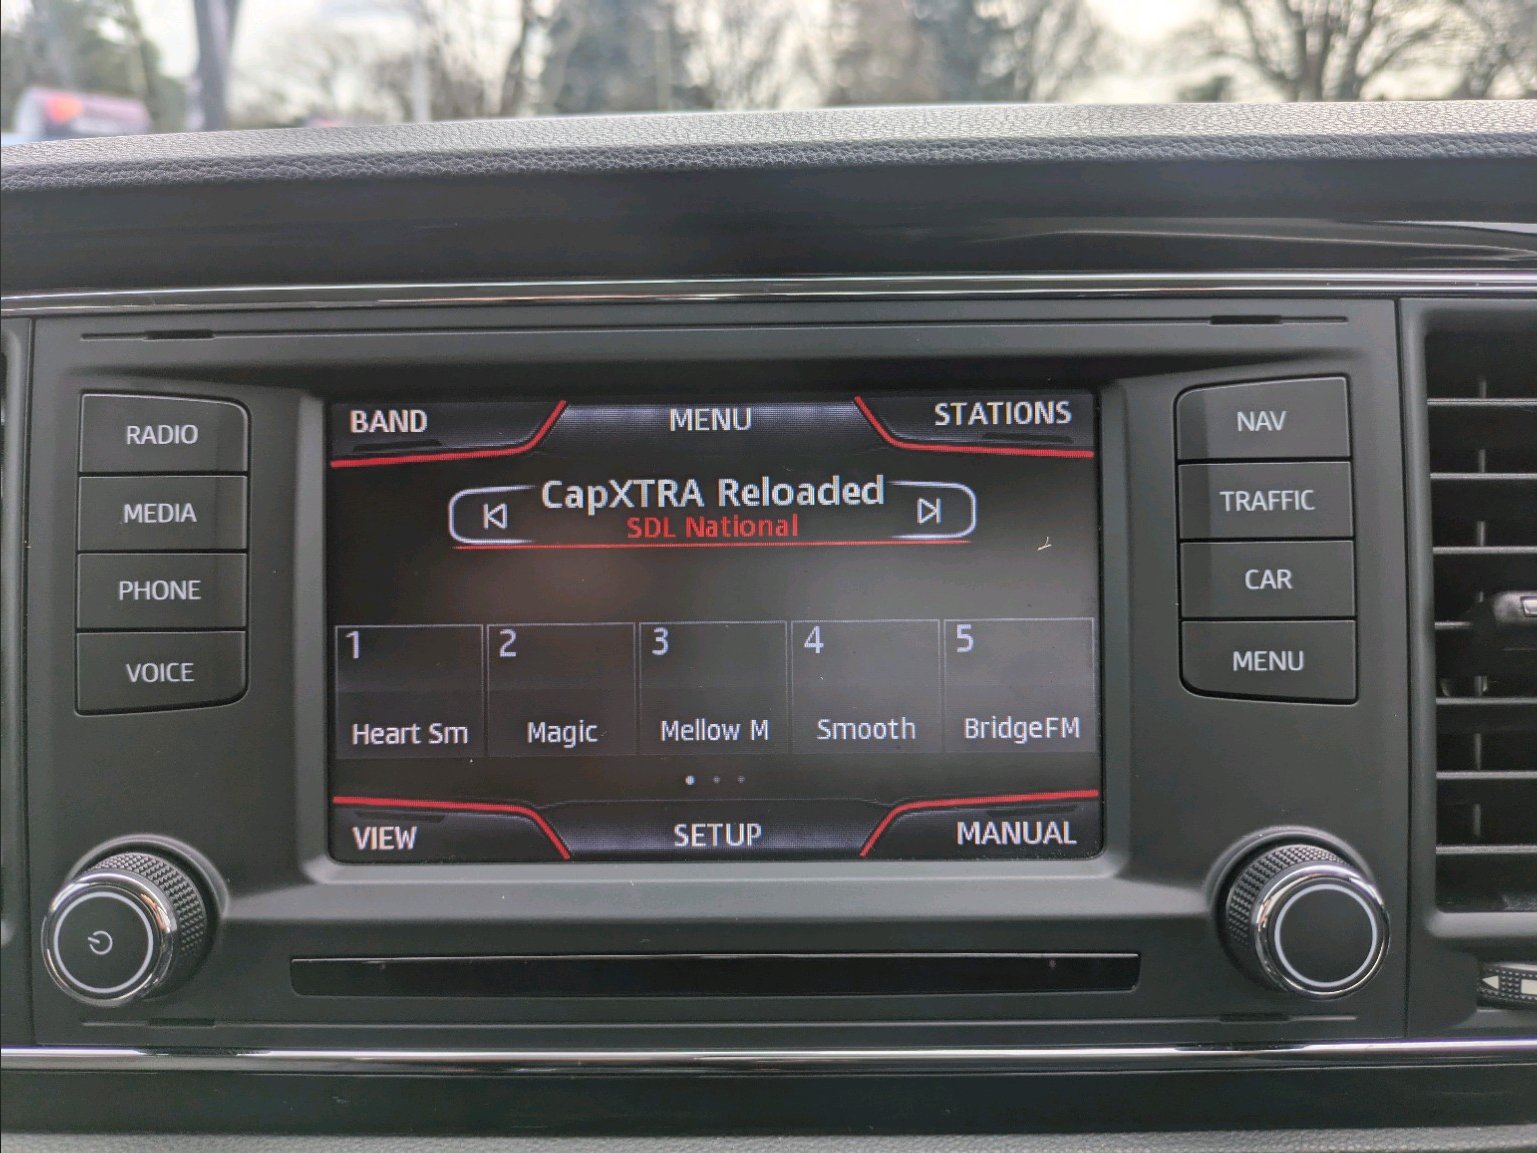 BAND MENU STATIONS
CapXTRA Reloaded
SDL National
1 2 3 4 5
Heart Sm Magic Mellow M Smooth BridgeFM
VIEW SETUP MANUAL
RADIO
MEDIA
PHONE
VOICE
NAV
TRAFFIC
CAR
MENU